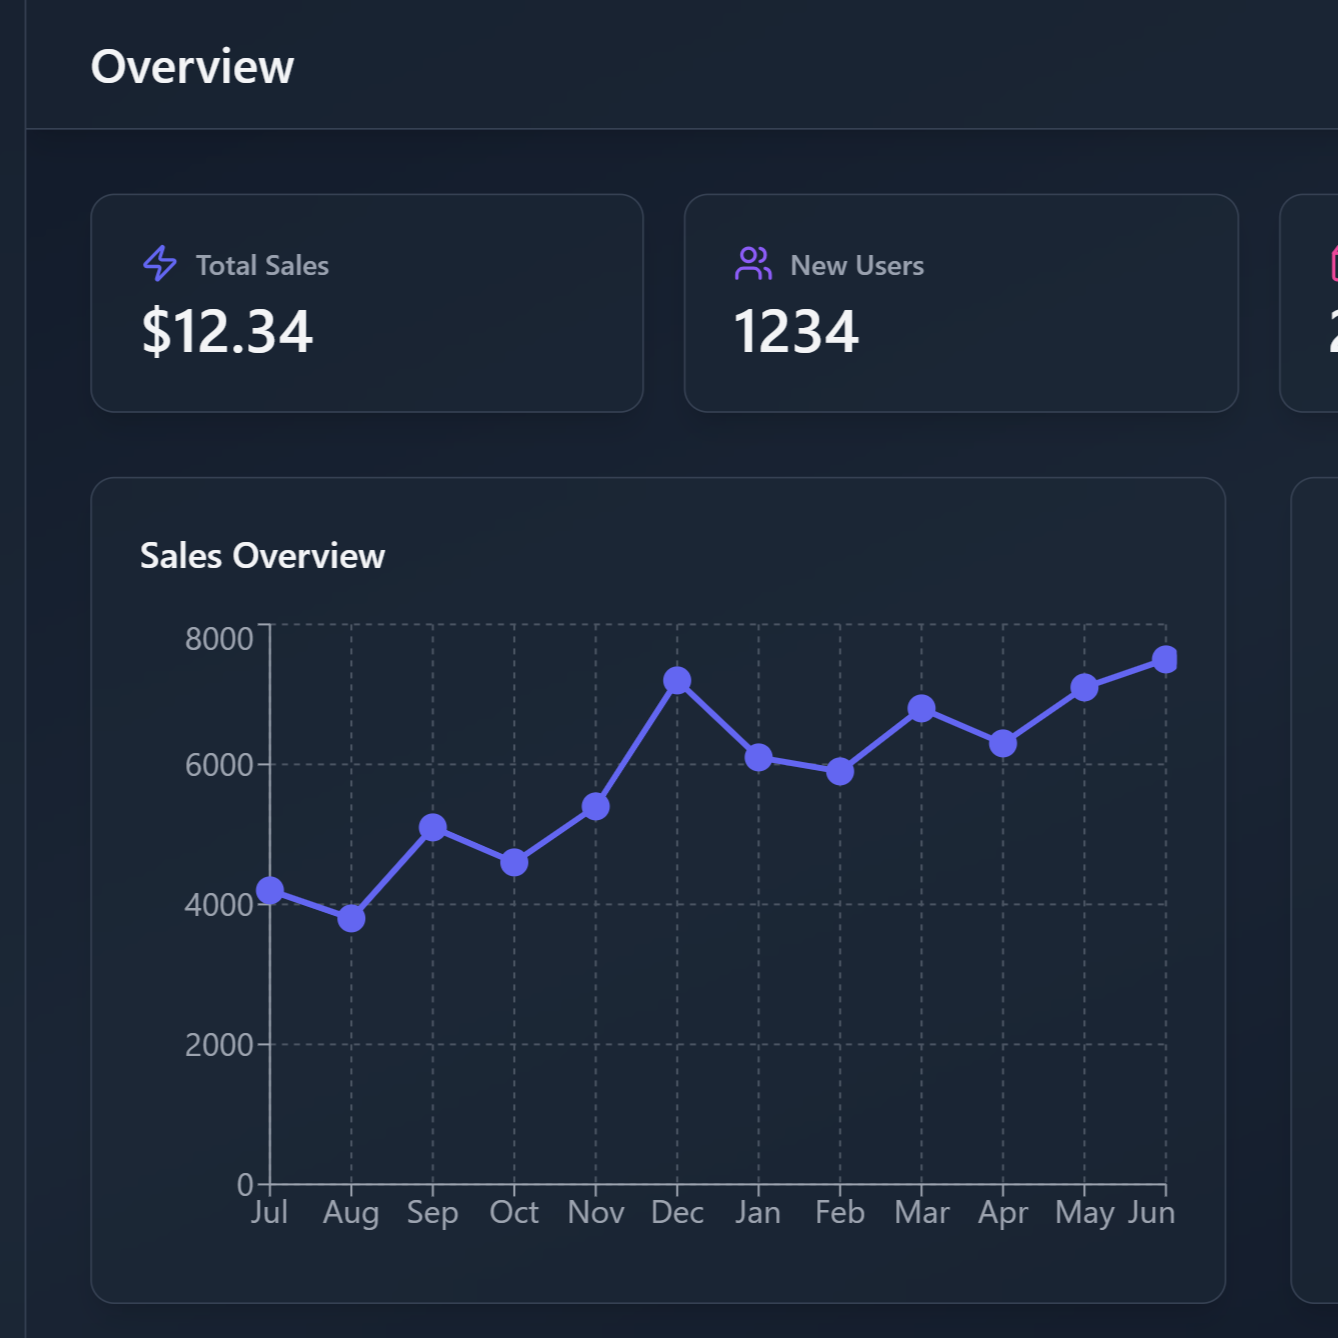 Overview
Total Sales
$12.34
New Users
1234
Sales Overview
8000
6000
4000
2000
0
Jul Aug Sep Oct Nov Dec Jan Feb Mar Apr May Jun